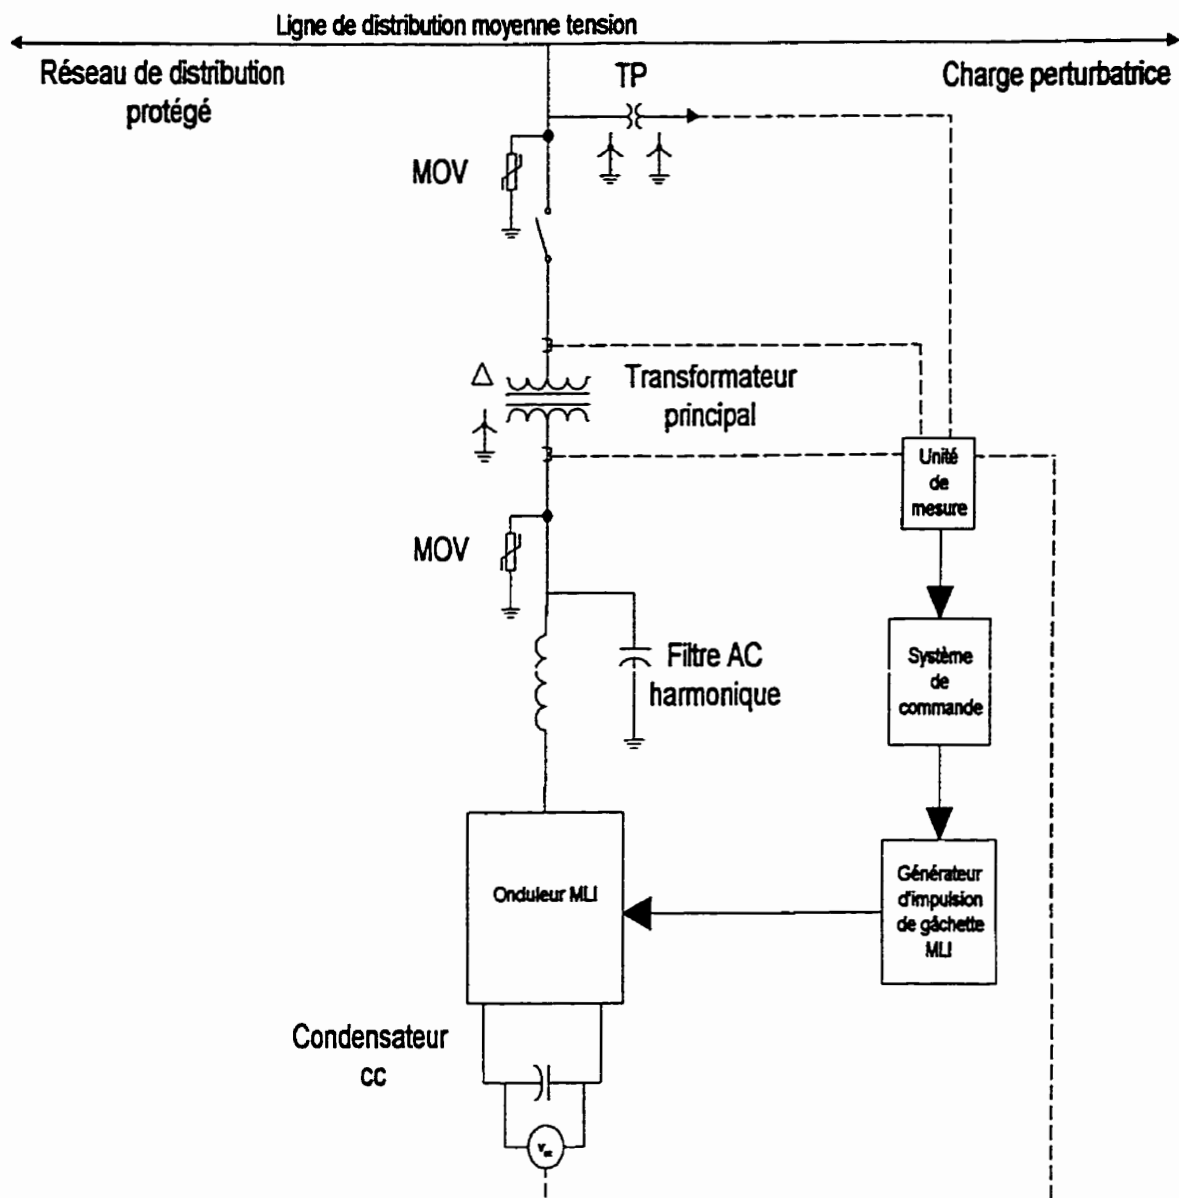 Ligne de distribution moyenne tension
Réseau de distribution
protégé
TP
Charge perturbatrice
MOV
Δ
Transformateur
principal
Unité
de
mesure
MOV
Filtre AC
harmonique
Système
de
commande
Onduleur MLI
Générateur
d'impulsion
de gâchette
MLI
Condensateur
cc